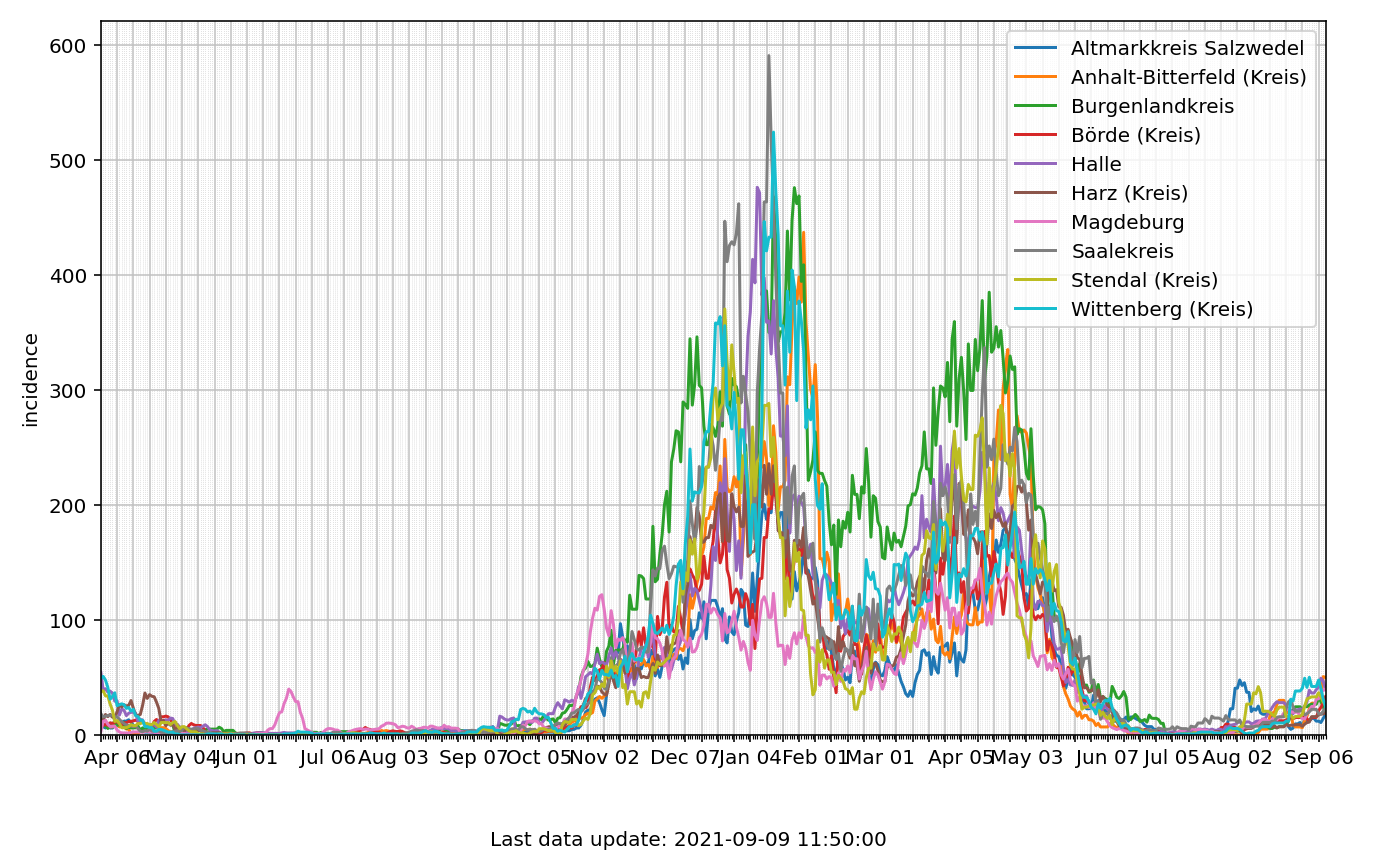 600
500
400
300
200
100
0
incidence
Altmarkkreis Salzwedel
Anhalt-Bitterfeld (Kreis)
Burgenlandkreis
Börde (Kreis)
Halle
Harz (Kreis)
Magdeburg
Saalekreis
Stendal (Kreis)
Wittenberg (Kreis)
Apr 06 May 04 Jun 01 Jul 06 Aug 03 Sep 07 Oct 05 Nov 02 Dec 07 Jan 04 Feb 01 Mar 01 Apr 05 May 03 Jun 07 Jul 05 Aug 02 Sep 06
Last data update: 2021-09-09 11:50:00